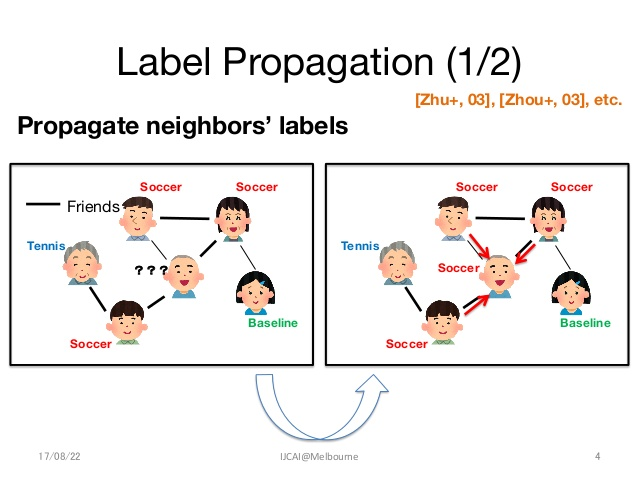 Label Propagation (1/2)
[Zhu+, 03], [Zhou+, 03], etc.
Propagate neighbors’ labels
Soccer Soccer
Friends
Tennis
? ? ?
Baseline
Soccer
Soccer Soccer
Tennis
Soccer
Baseline
Soccer
17/08/22 IJCAI@Melbourne 4